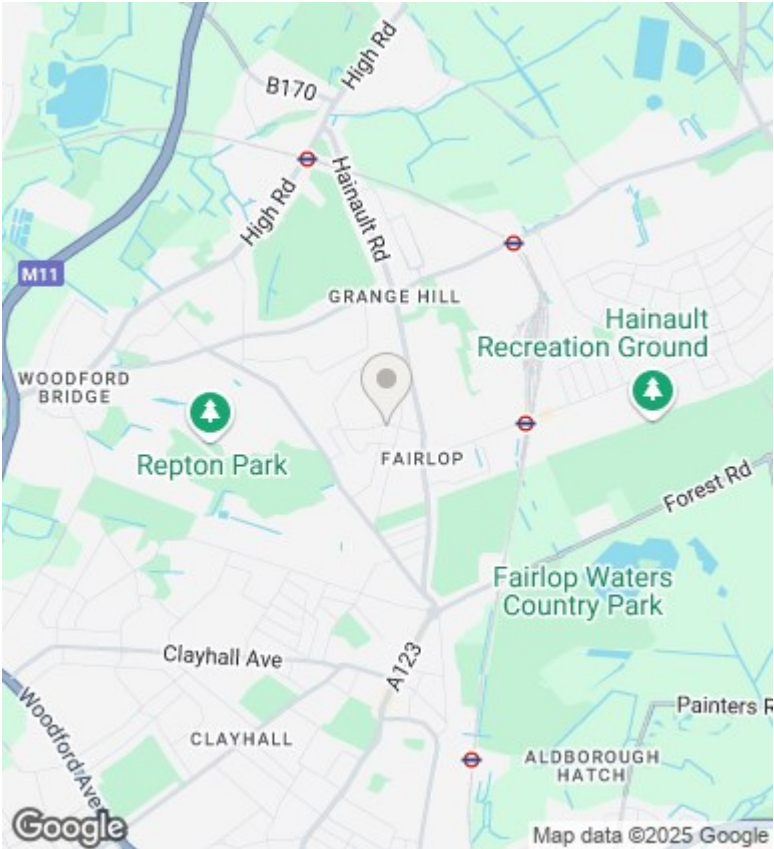 High Rd
B170
Hainault Rd
High Rd
M11
GRANGE HILL
Hainault
Recreation Ground
WOODFORD
BRIDGE
Repton Park
FAIRLOP
Forest Rd
Fairlop Waters
Country Park
Clayhall Ave
A123
Woodford Ave
Painters R
CLAYHALL
ALDBOROUGH
HATCH
Google
Map data ©2025 Google